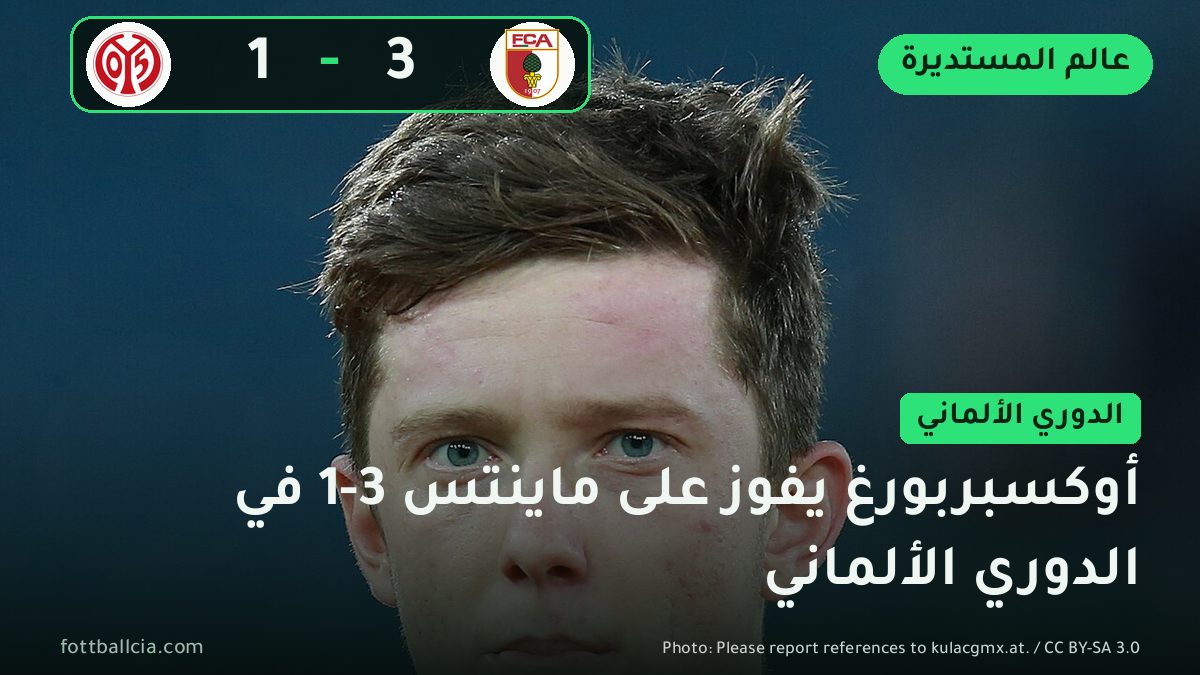 1 - 3
FCA
1907
عالم المستديرة
الدوري الألماني
أوكسبربورغ يفوز على ماينتس 3-1 في
الدوري الألماني
fottballcia.com
Photo: Please report references to kulacgmx.at. / CC BY-SA 3.0